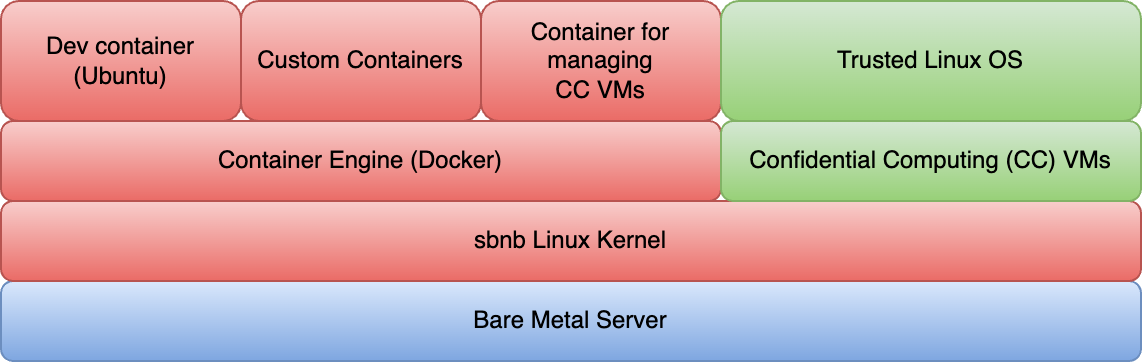 Dev container
(Ubuntu)
Custom Containers
Container for
managing
CC VMs
Trusted Linux OS
Container Engine (Docker)
Confidential Computing (CC) VMs
sbnb Linux Kernel
Bare Metal Server